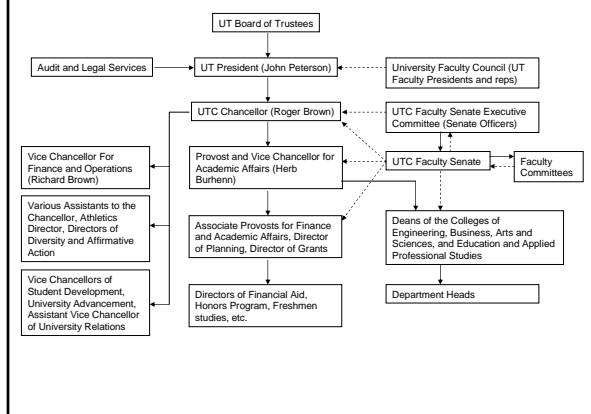 UT Board of Trustees
Audit and Legal Services
UT President (John Peterson)
University Faculty Council (UT
Faculty Presidents and reps)
UTC Chancellor (Roger Brown)
UTC Faculty Senate Executive
Committee (Senate Officers)
Vice Chancellor For
Finance and Operations
(Richard Brown)
Provost and Vice Chancellor for
Academic Affairs (Herb
Burhenn)
UTC Faculty Senate
Faculty
Committees
Various Assistants to the
Chancellor, Athletics
Director, Directors of
Diversity and Affirmative
Action
Associate Provosts for Finance
and Academic Affairs, Director
of Planning, Director of Grants
Deans of the Colleges of
Engineering, Business, Arts and
Sciences, and Education and Applied
Professional Studies
Vice Chancellors of
Student Development,
University Advancement,
Assistant Vice Chancellor
of University Relations
Directors of Financial Aid,
Honors Program, Freshmen
studies, etc.
Department Heads